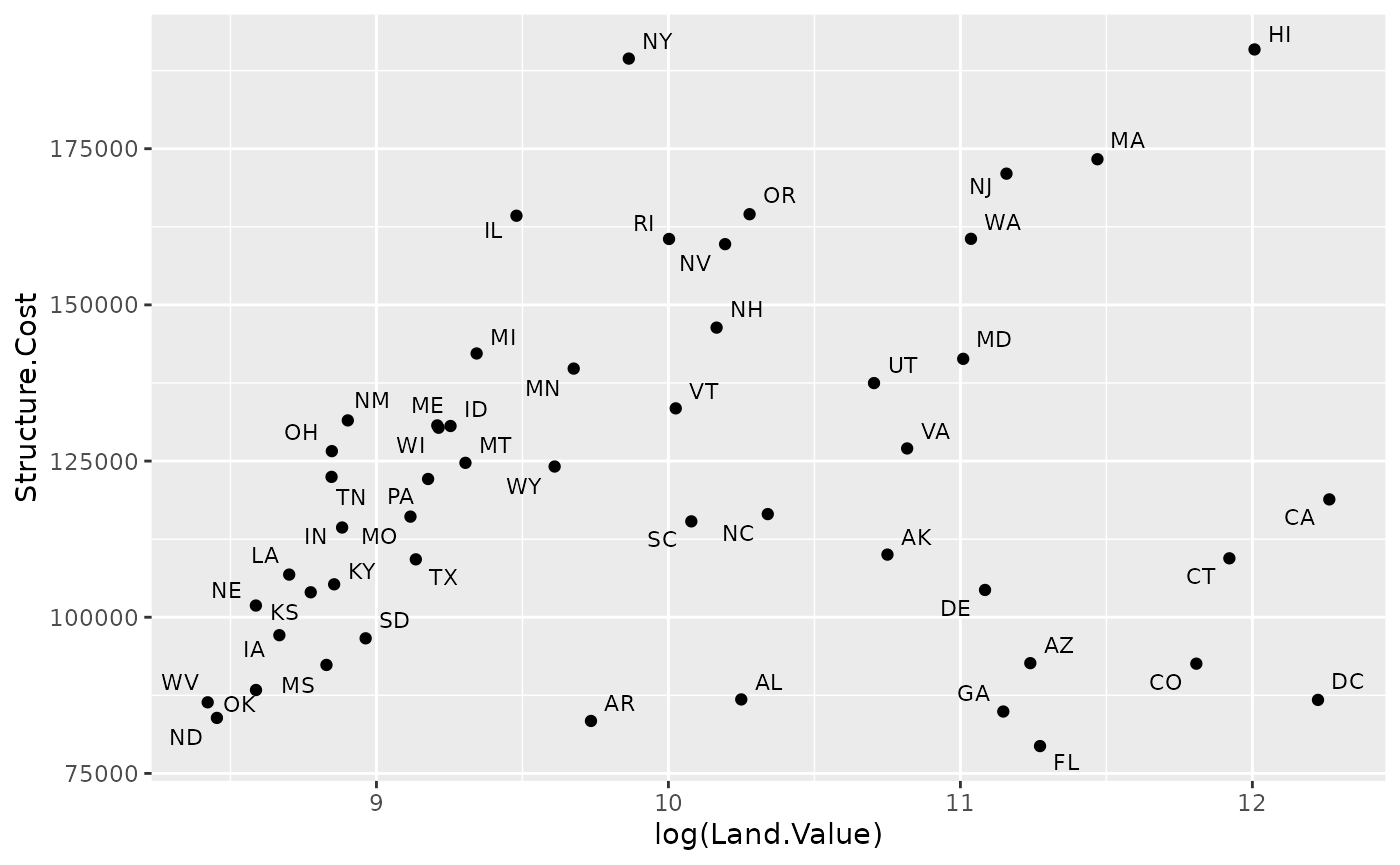 NY
HI
175000
MA
NJ
OR
IL
RI
WA
NV
150000
NH
MI
MD
UT
MN
VT
NM
ME
ID
OH
WI
MT
VA
125000
WY
PA
TN
CA
IN
MO
SC
NC
AK
LA
KY
TX
CT
NE
KS
DE
100000
SD
IA
AZ
WV
MS
CO
DC
OK
AR
AL
GA
ND
FL
75000
9
10
11
12
log(Land.Value)
Structure.Cost